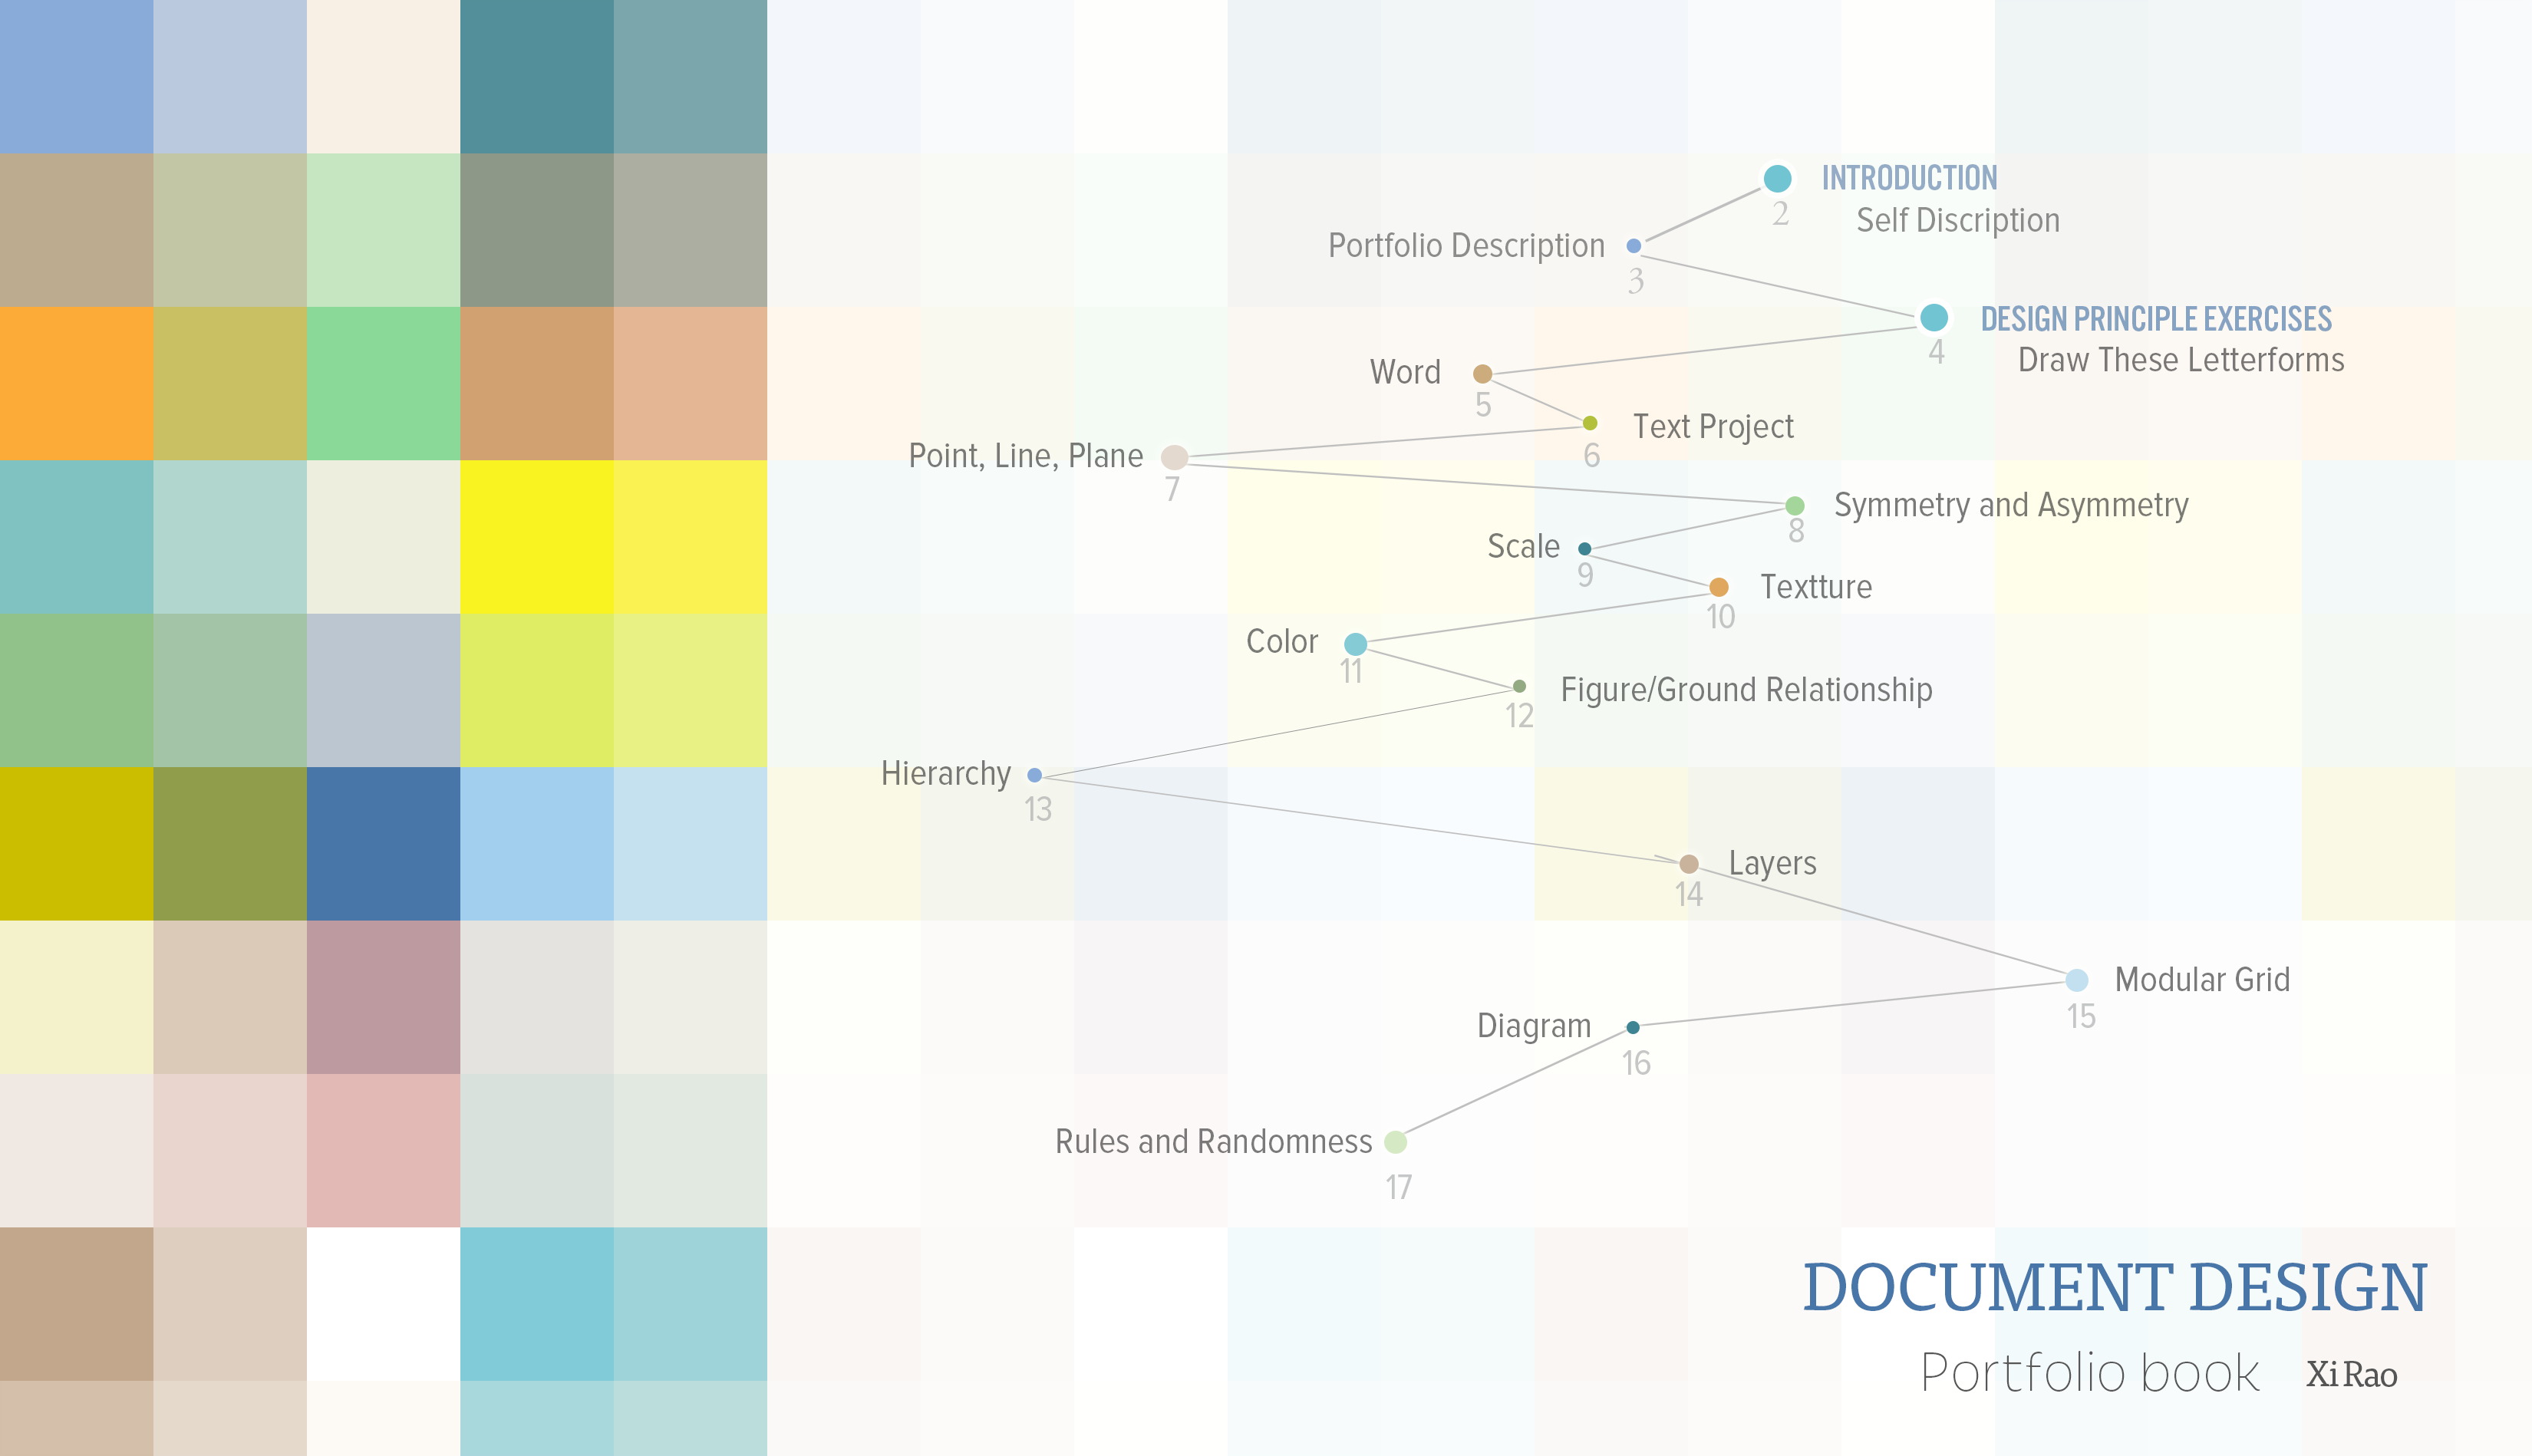 INTRODUCTION
2
Self Discription
Portfolio Description
3
DESIGN PRINCIPLE EXERCISES
4
Draw These Letterforms
Word
5
Text Project
6
Point, Line, Plane
7
Symmetry and Asymmetry
8
Scale
9
Textture
10
Color
11
Figure/Ground Relationship
12
Hierarchy
13
Layers
14
Modular Grid
15
Diagram
16
Rules and Randomness
17
DOCUMENT DESIGN
Portfolio book Xi Rao